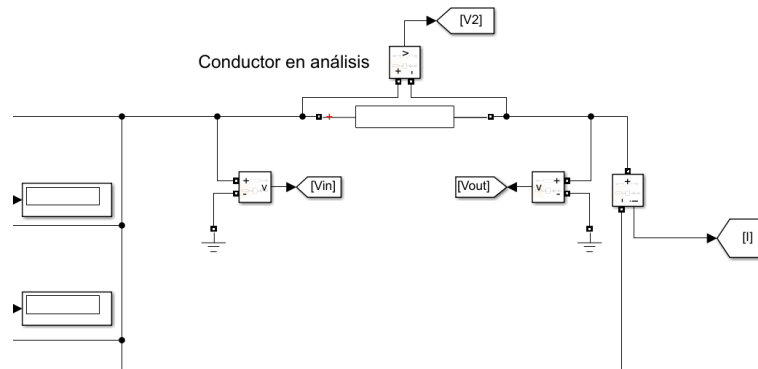 [V2]
Conductor en análisis
v
+ -
+
+
v
-
[Vin]
[Vout]
+
v
-
+
- i
[I]